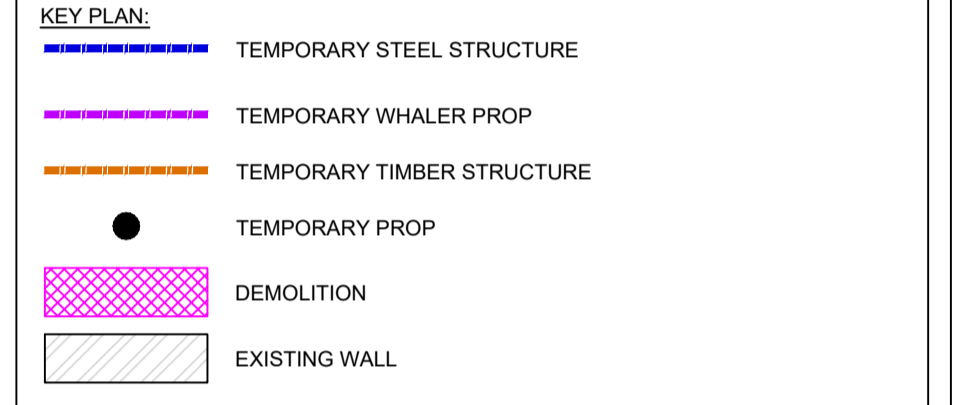 KEY PLAN:
TEMPORARY STEEL STRUCTURE
TEMPORARY WHALER PROP
TEMPORARY TIMBER STRUCTURE
TEMPORARY PROP
DEMOLITION
EXISTING WALL